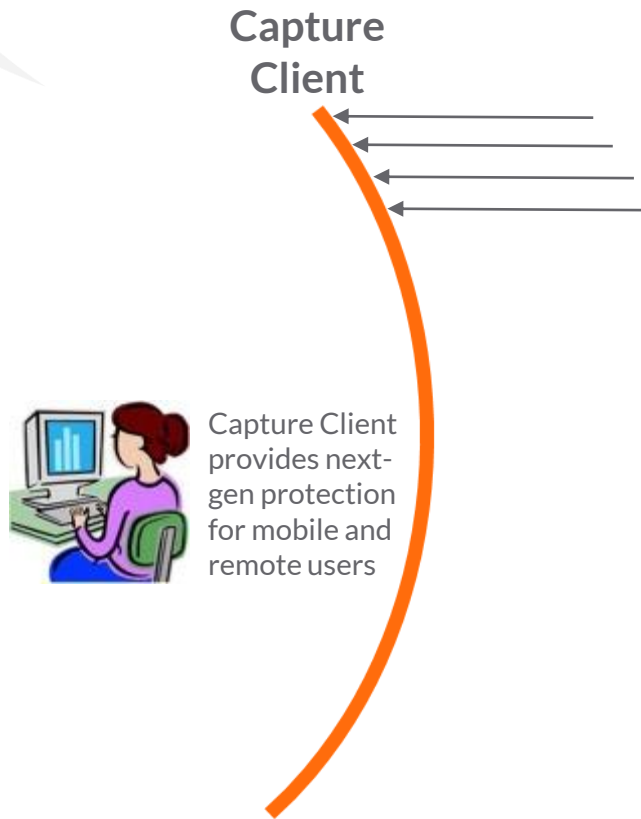 Capture
Client
Capture Client
provides next-
gen protection
for mobile and
remote users